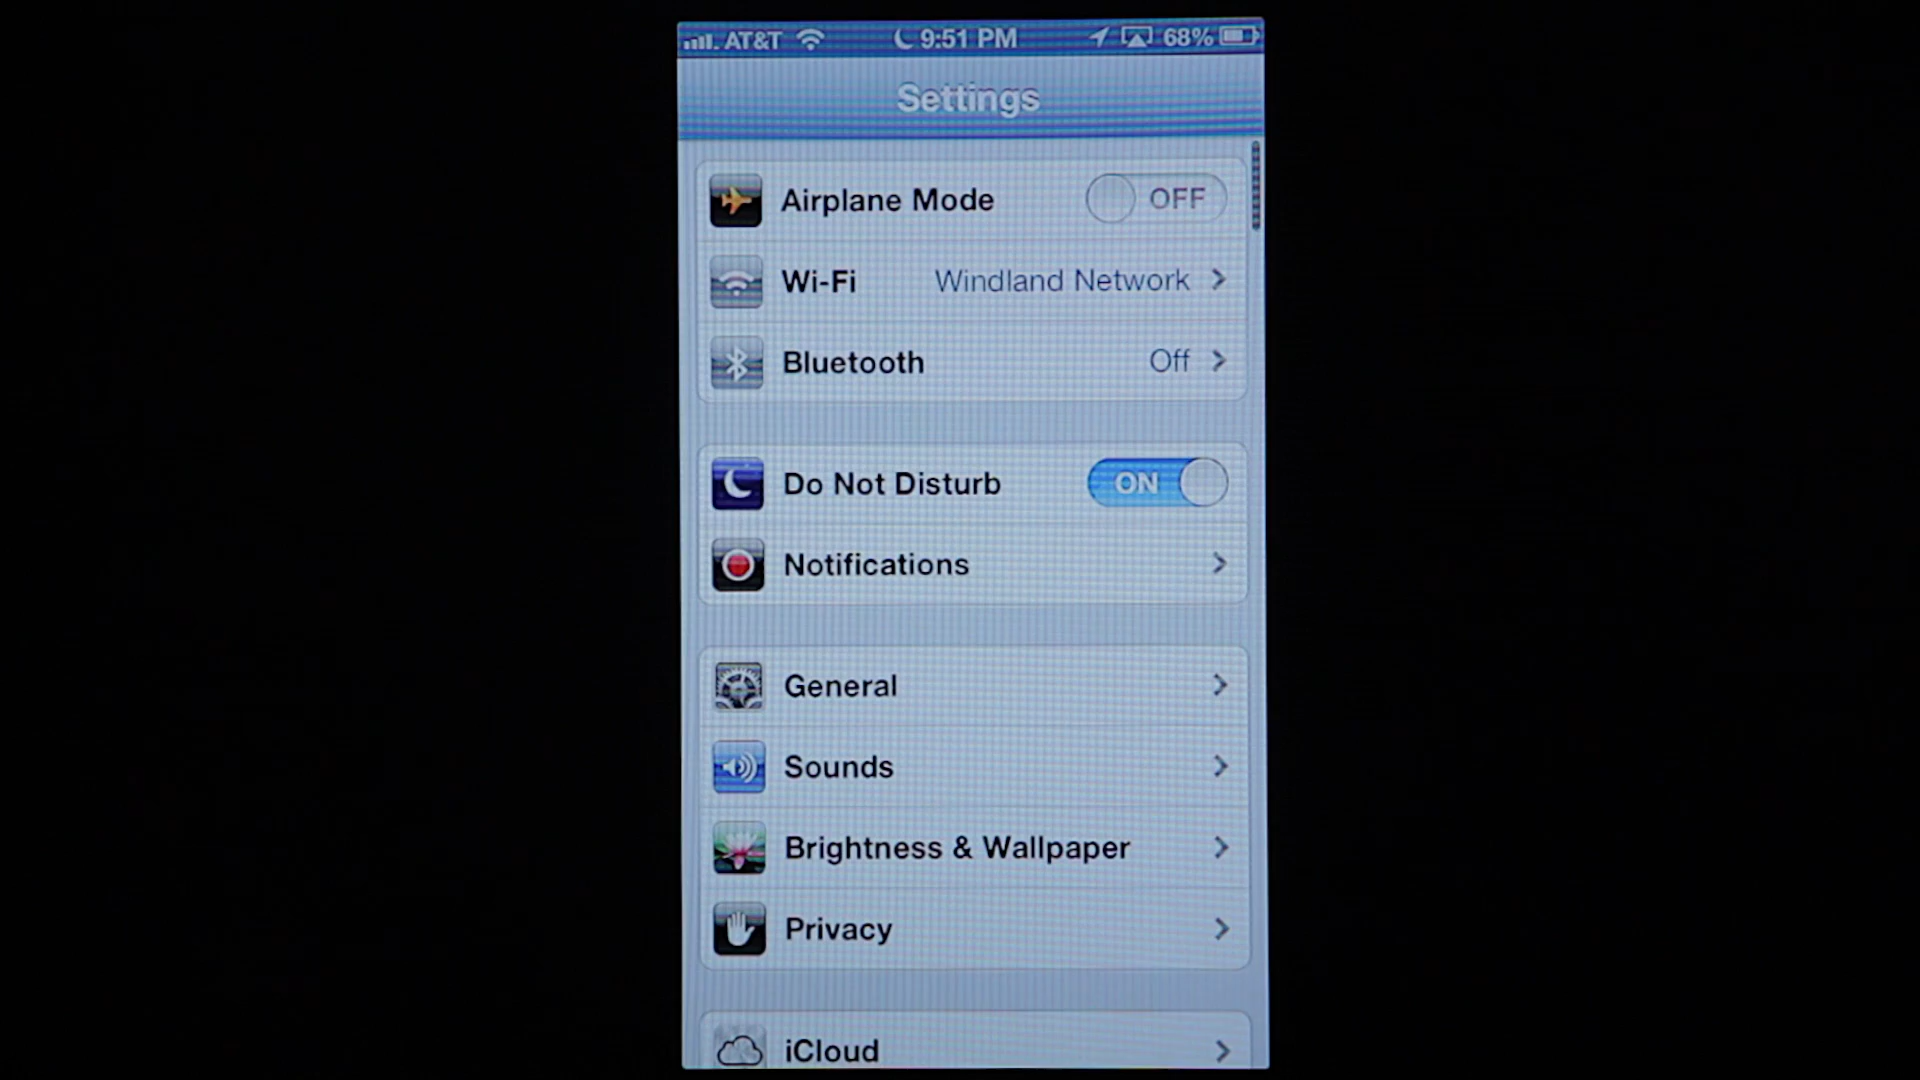 AT&T 9:51 PM 68%
Settings
Airplane Mode OFF
Wi-Fi Windland Network
Bluetooth Off
Do Not Disturb ON
Notifications
General
Sounds
Brightness & Wallpaper
Privacy
iCloud